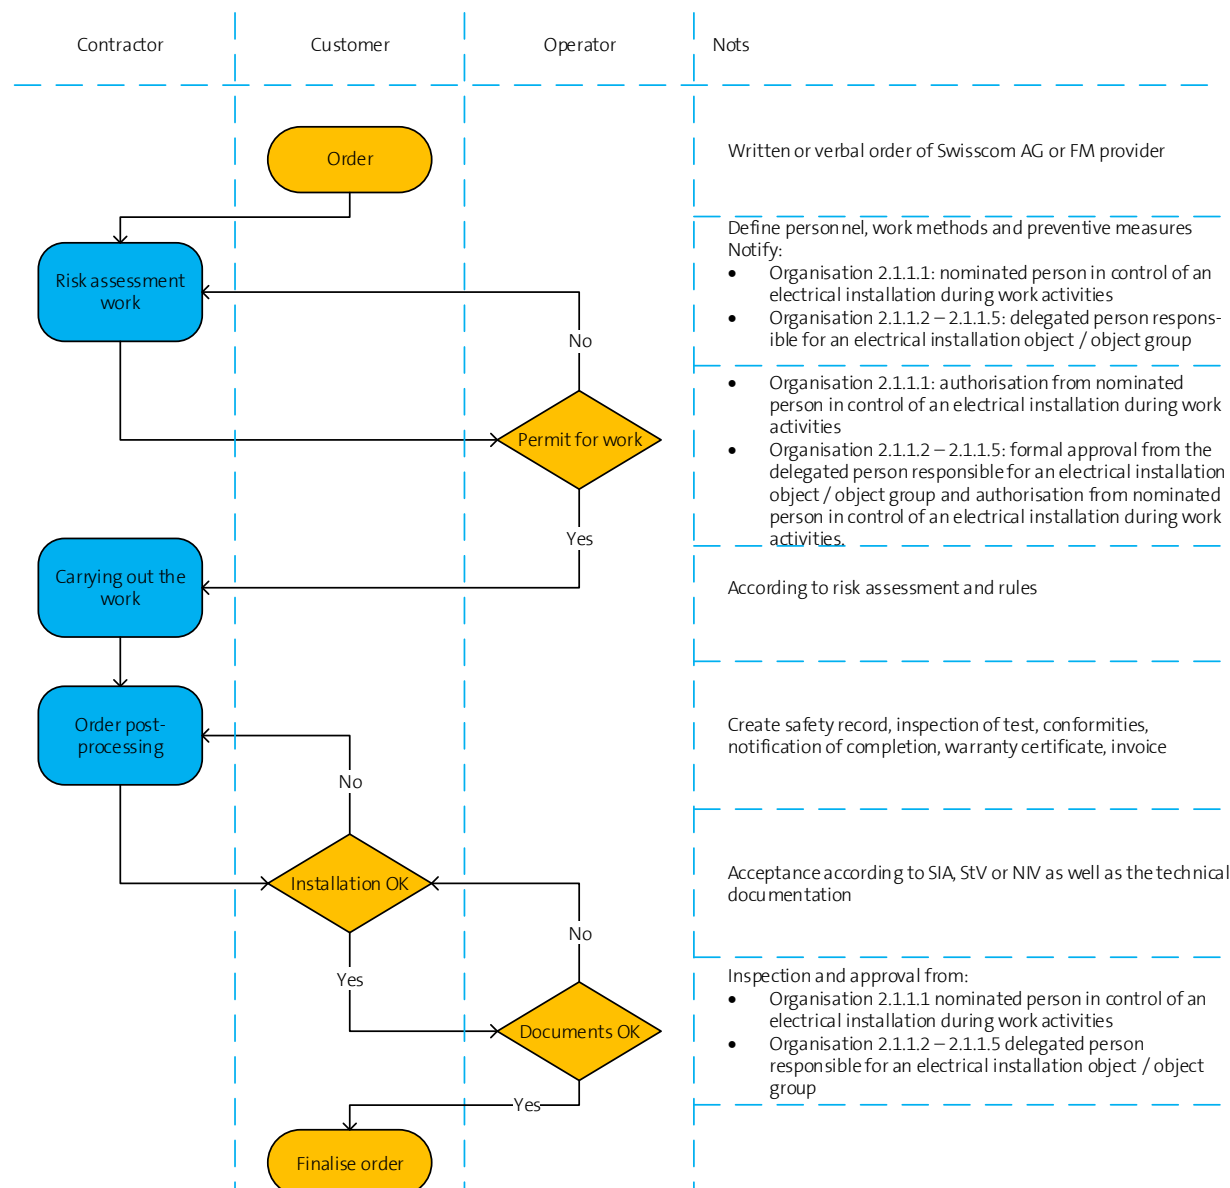 Contractor
Customer
Operator
Nots
Order
Written or verbal order of Swisscom AG or FM provider
Risk assessment
work
Define personnel, work methods and preventive measures
Notify:
• Organisation 2.1.1.1: nominated person in control of an
electrical installation during work activities
• Organisation 2.1.1.2 – 2.1.1.5: delegated person respons-
ible for an electrical installation object / object group
No
Permit for work
• Organisation 2.1.1.1: authorisation from nominated
person in control of an electrical installation during work
activities
• Organisation 2.1.1.2 – 2.1.1.5: formal approval from the
delegated person responsible for an electrical installation
object / object group and authorisation from nominated
person in control of an electrical installation during work
activities.
Yes
Carrying out the
work
According to risk assessment and rules
Order post-
processing
Create safety record, inspection of test, conformities,
notification of completion, warranty certificate, invoice
No
Installation OK
Acceptance according to SIA, StV or NIV as well as the technical
documentation
No
Yes
Documents OK
Inspection and approval from:
• Organisation 2.1.1.1 nominated person in control of an
electrical installation during work activities
• Organisation 2.1.1.2 – 2.1.1.5 delegated person
responsible for an electrical installation object / object
group
Yes
Finalise order